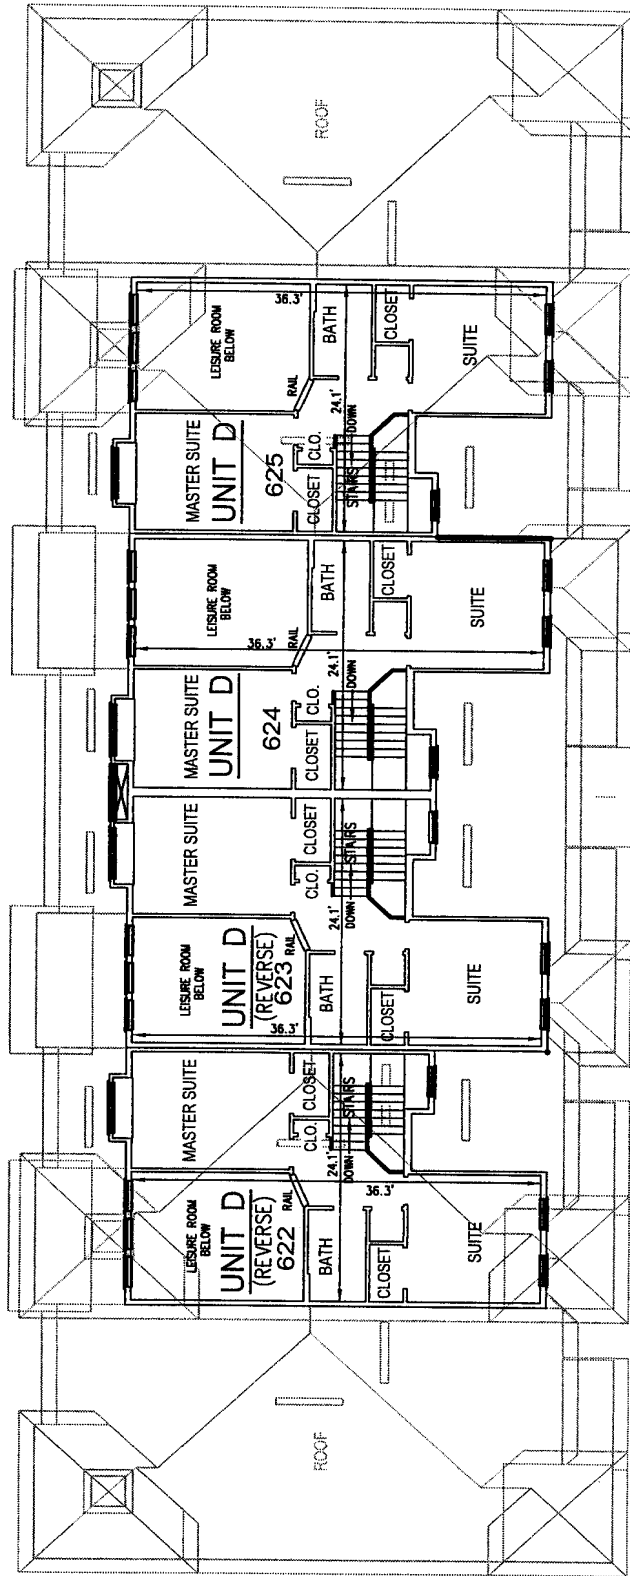 ROOF
36.3'
LEISURE ROOM
BELOW
BATH
CLOSET
SUITE
RAIL
24.1'
DOWN
MASTER SUITE
UNIT D
625
CLO.
CLOSET
STAIRS
LEISURE ROOM
BELOW
BATH
CLOSET
SUITE
RAIL
36.3'
24.1'
DOWN
MASTER SUITE
UNIT D
624
CLO.
CLOSET
MASTER SUITE
CLOSET
CLO.
STAIRS
DOWN
24.1'
LEISURE ROOM
BELOW
UNIT D
(REVERSE)
623
RAIL
BATH
36.3'
CLOSET
SUITE
MASTER SUITE
CLOSET
CLO.
STAIRS
DOWN
24.1'
36.3'
LEISURE ROOM
BELOW
UNIT D
(REVERSE)
622
RAIL
BATH
CLOSET
SUITE
ROOF